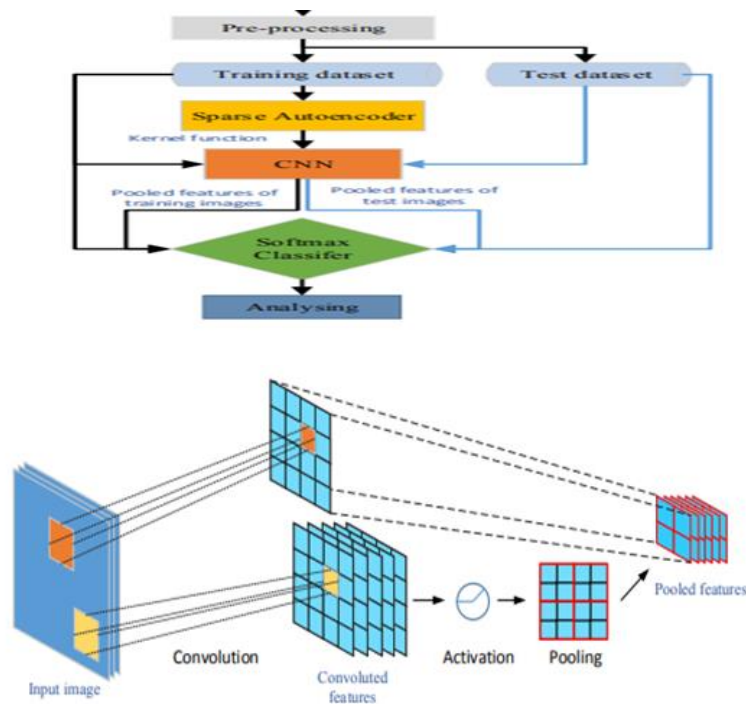 Pre-processing
Training dataset
Test dataset
Sparse Autoencoder
Kernel function
CNN
Pooled features of
training images
Pooled features of
test images
Softmax
Classifer
Analysing
Input image
Convolution
Convoluted
features
Activation
Pooling
Pooled features